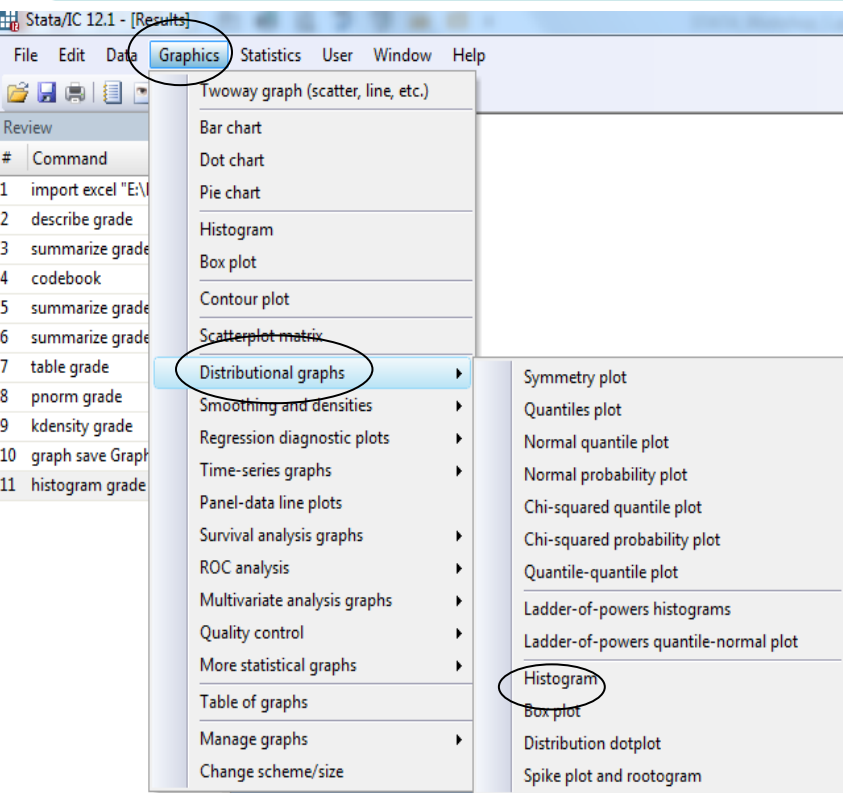 Stata/IC 12.1 - [Results]
File Edit Data Graphics Statistics User Window Help
Review
# Command
1 import excel "E:\
2 describe grade
3 summarize grade
4 codebook
5 summarize grade
6 summarize grade
7 table grade
8 pnorm grade
9 kdensity grade
10 graph save Graph
11 histogram grade
Twoway graph (scatter, line, etc.)
Bar chart
Dot chart
Pie chart
Histogram
Box plot
Contour plot
Scatterplot matrix
Distributional graphs
Smoothing and densities
Regression diagnostic plots
Time-series graphs
Panel-data line plots
Survival analysis graphs
ROC analysis
Multivariate analysis graphs
Quality control
More statistical graphs
Table of graphs
Manage graphs
Change scheme/size
Symmetry plot
Quantiles plot
Normal quantile plot
Normal probability plot
Chi-squared quantile plot
Chi-squared probability plot
Quantile-quantile plot
Ladder-of-powers histograms
Ladder-of-powers quantile-normal plot
Histogram
Box plot
Distribution dotplot
Spike plot and rootogram